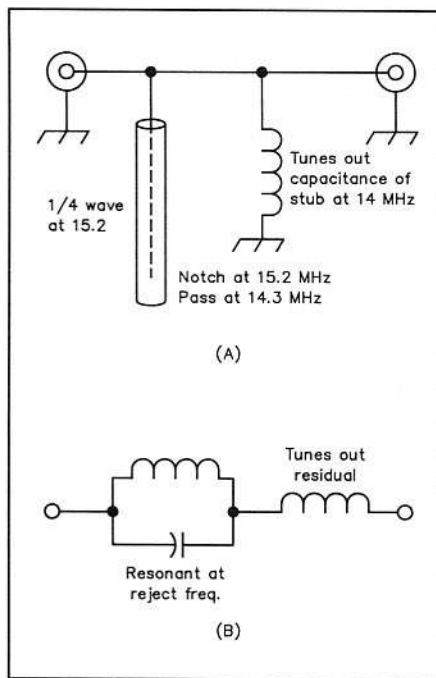 1/4 wave
at 15.2
Tunes out
capacitance of
stub at 14 MHz
Notch at 15.2 MHz
Pass at 14.3 MHz
(A)
Tunes out
residual
Resonant at
reject freq.
(B)